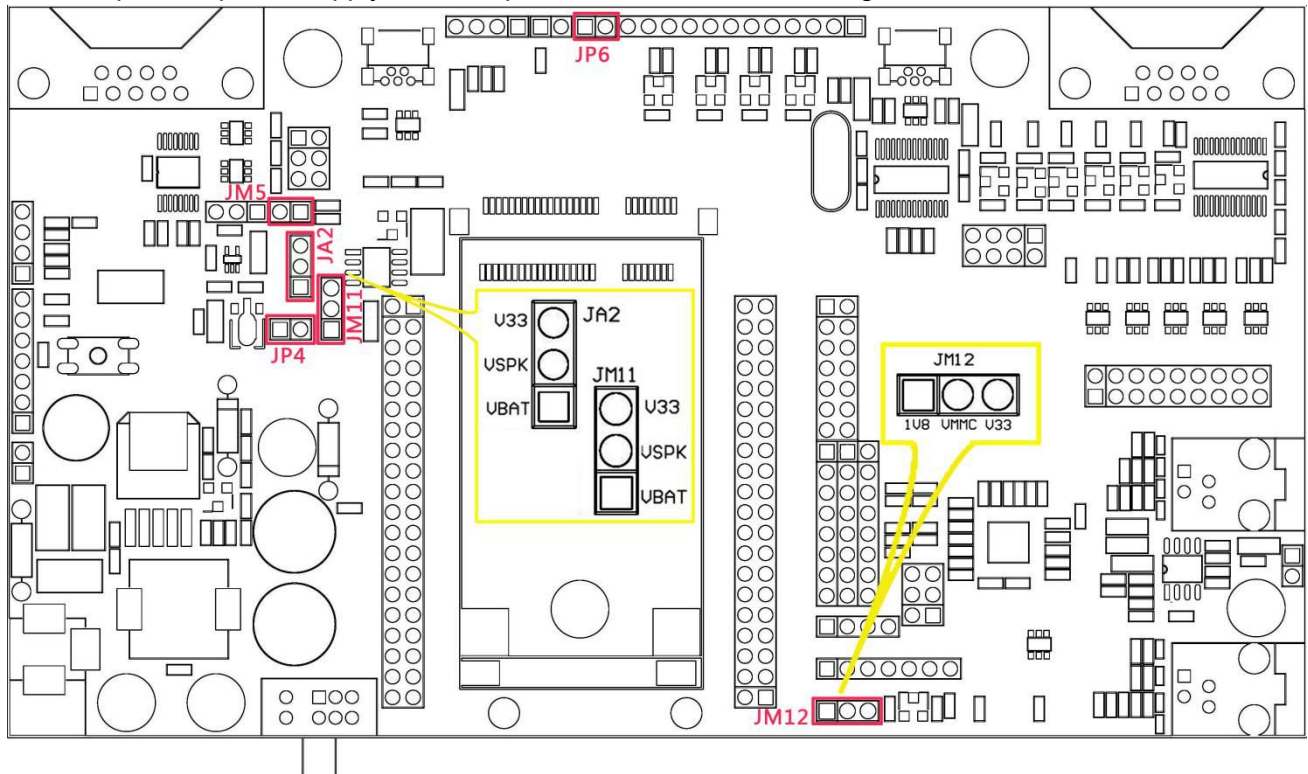 JP6
JM5
JA2
JM11
JP4
V33
JA2
VSPK
JM11
VBAT
V33
VSPK
VBAT
JM12
1V8 VMMC V33
JM12